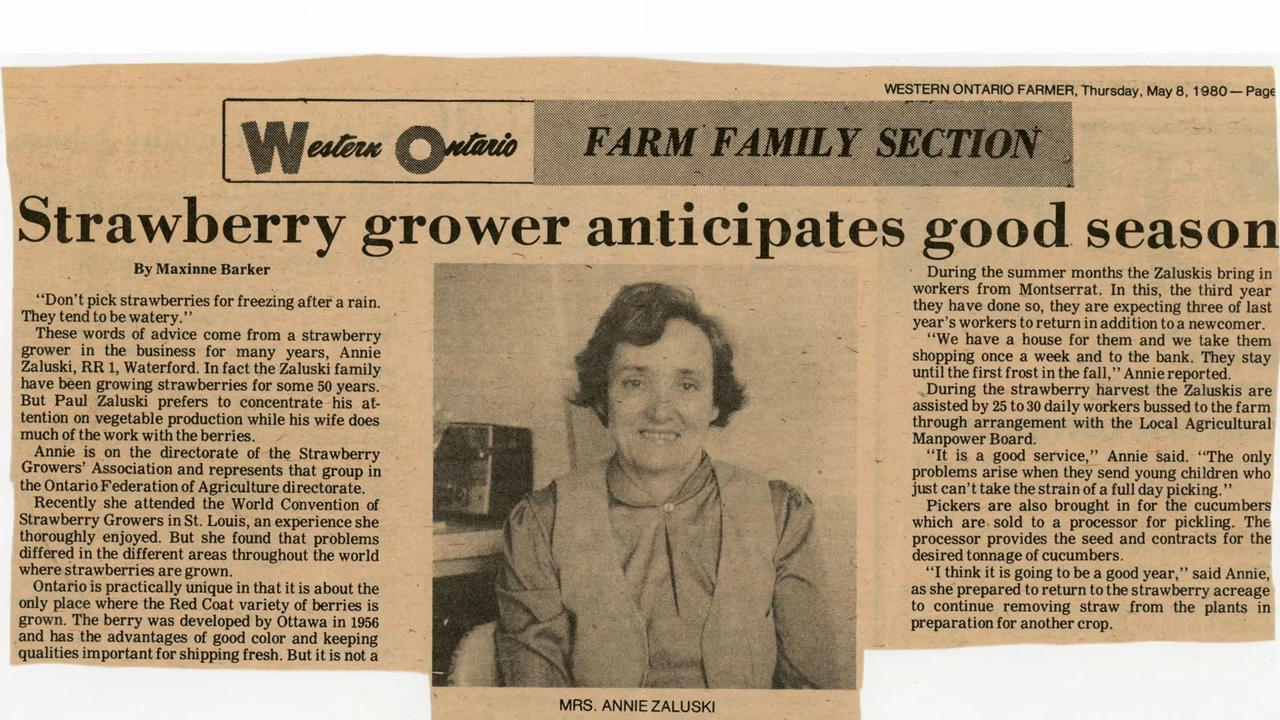 WESTERN ONTARIO FARMER, Thursday, May 8, 1980 — Page
Western Ontario
FARM FAMILY SECTION
Strawberry grower anticipates good season
By Maxinne Barker
"Don't pick strawberries for freezing after a rain.
They tend to be watery."
These words of advice come from a strawberry
grower in the business for many years, Annie
Zaluski, RR 1, Waterford. In fact the Zaluski family
have been growing strawberries for some 50 years.
But Paul Zaluski prefers to concentrate his at-
tention on vegetable production while his wife does
much of the work with the berries.
Annie is on the directorate of the Strawberry
Growers' Association and represents that group in
the Ontario Federation of Agriculture directorate.
Recently she attended the World Convention of
Strawberry Growers in St. Louis, an experience she
thoroughly enjoyed. But she found that problems
differed in the different areas throughout the world
where strawberries are grown.
Ontario is practically unique in that it is about the
only place where the Red Coat variety of berries is
grown. The berry was developed by Ottawa in 1956
and has the advantages of good color and keeping
qualities important for shipping fresh. But it is not a
MRS. ANNIE ZALUSKI
During the summer months the Zaluskis bring in
workers from Montserrat. In this, the third year
they have done so, they are expecting three of last
year's workers to return in addition to a newcomer.
"We have a house for them and we take them
shopping once a week and to the bank. They stay
until the first frost in the fall," Annie reported.
During the strawberry harvest the Zaluskis are
assisted by 25 to 30 daily workers bussed to the farm
through arrangement with the Local Agricultural
Manpower Board.
"It is a good service," Annie said. "The only
problems arise when they send young children who
just can't take the strain of a full day picking."
Pickers are also brought in for the cucumbers
which are sold to a processor for pickling. The
processor provides the seed and contracts for the
desired tonnage of cucumbers.
"I think it is going to be a good year," said Annie,
as she prepared to return to the strawberry acreage
to continue removing straw from the plants in
preparation for another crop.